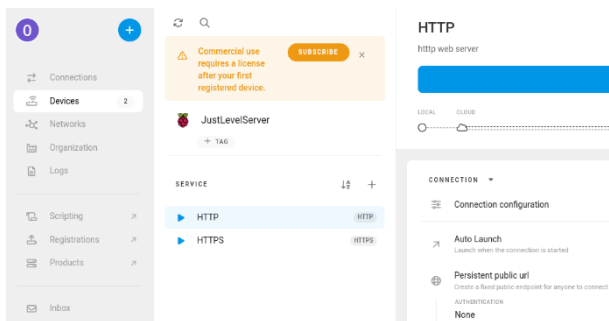 O
Connections
Devices
2
Networks
Organization
Logs
Scripting
Registrations
Products
Inbox
Commercial use
requires a license
after your first
registered device.
SUBSCRIBE
JustLevelServer
+ TAG
SERVICE
HTTP
HTTP
HTTPS
HTTPS
HTTP
htttp web server
LOCAL
CLOUD
CONNECTION
Connection configuration
Auto Launch
Launch when the connection is started
Persistent public url
Create a fixed public endpoint for anyone to connect
AUTHENTICATION
None